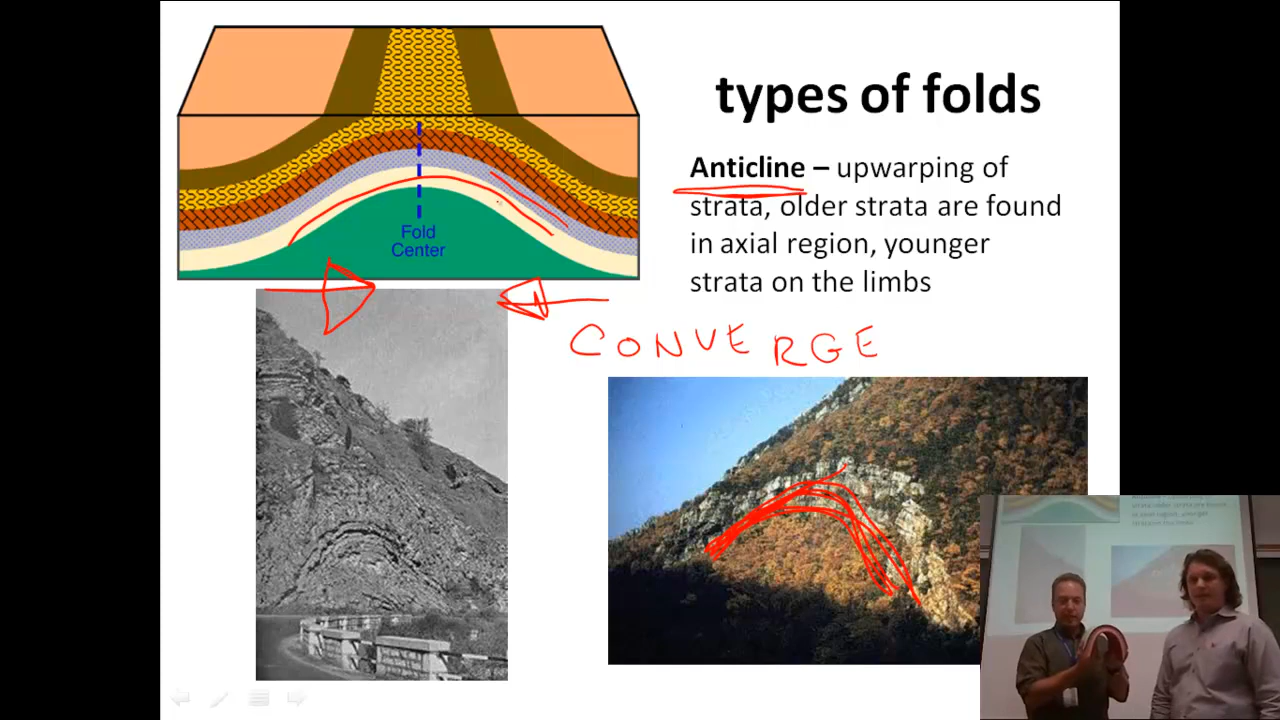 types of folds
Anticline – upwarping of
strata, older strata are found
in axial region, younger
strata on the limbs
Fold
Center
CONVERGE